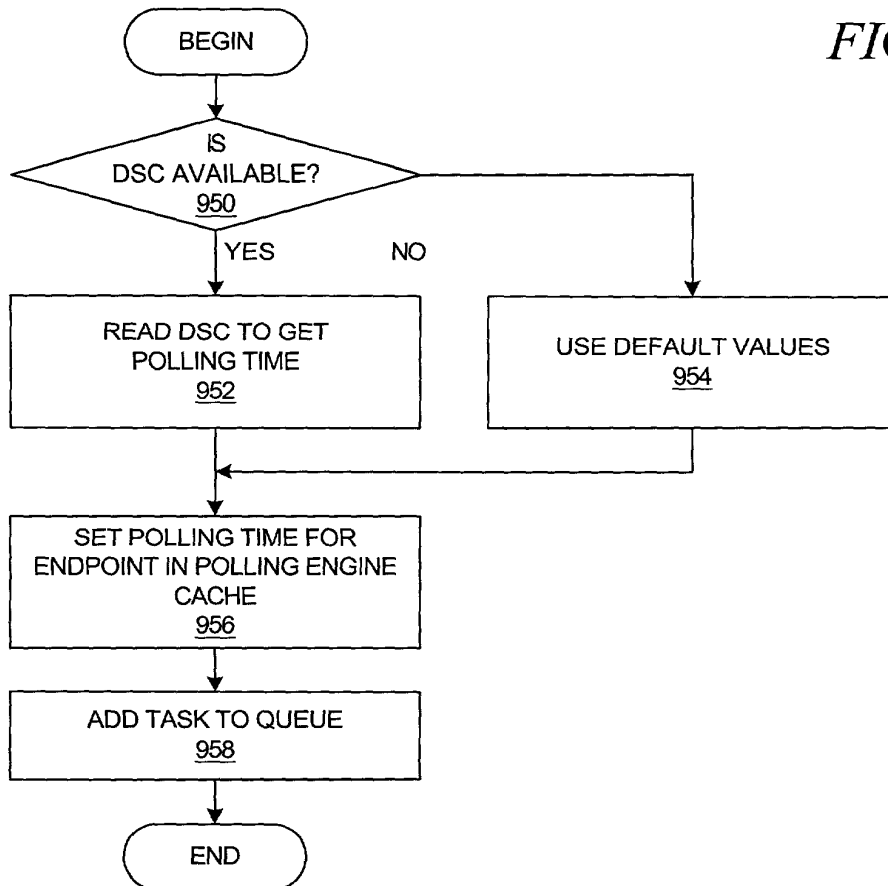 BEGIN
FIG
IS
DSC AVAILABLE?
950
YES
NO
READ DSC TO GET
POLLING TIME
952
USE DEFAULT VALUES
954
SET POLLING TIME FOR
ENDPOINT IN POLLING ENGINE
CACHE
956
ADD TASK TO QUEUE
958
END